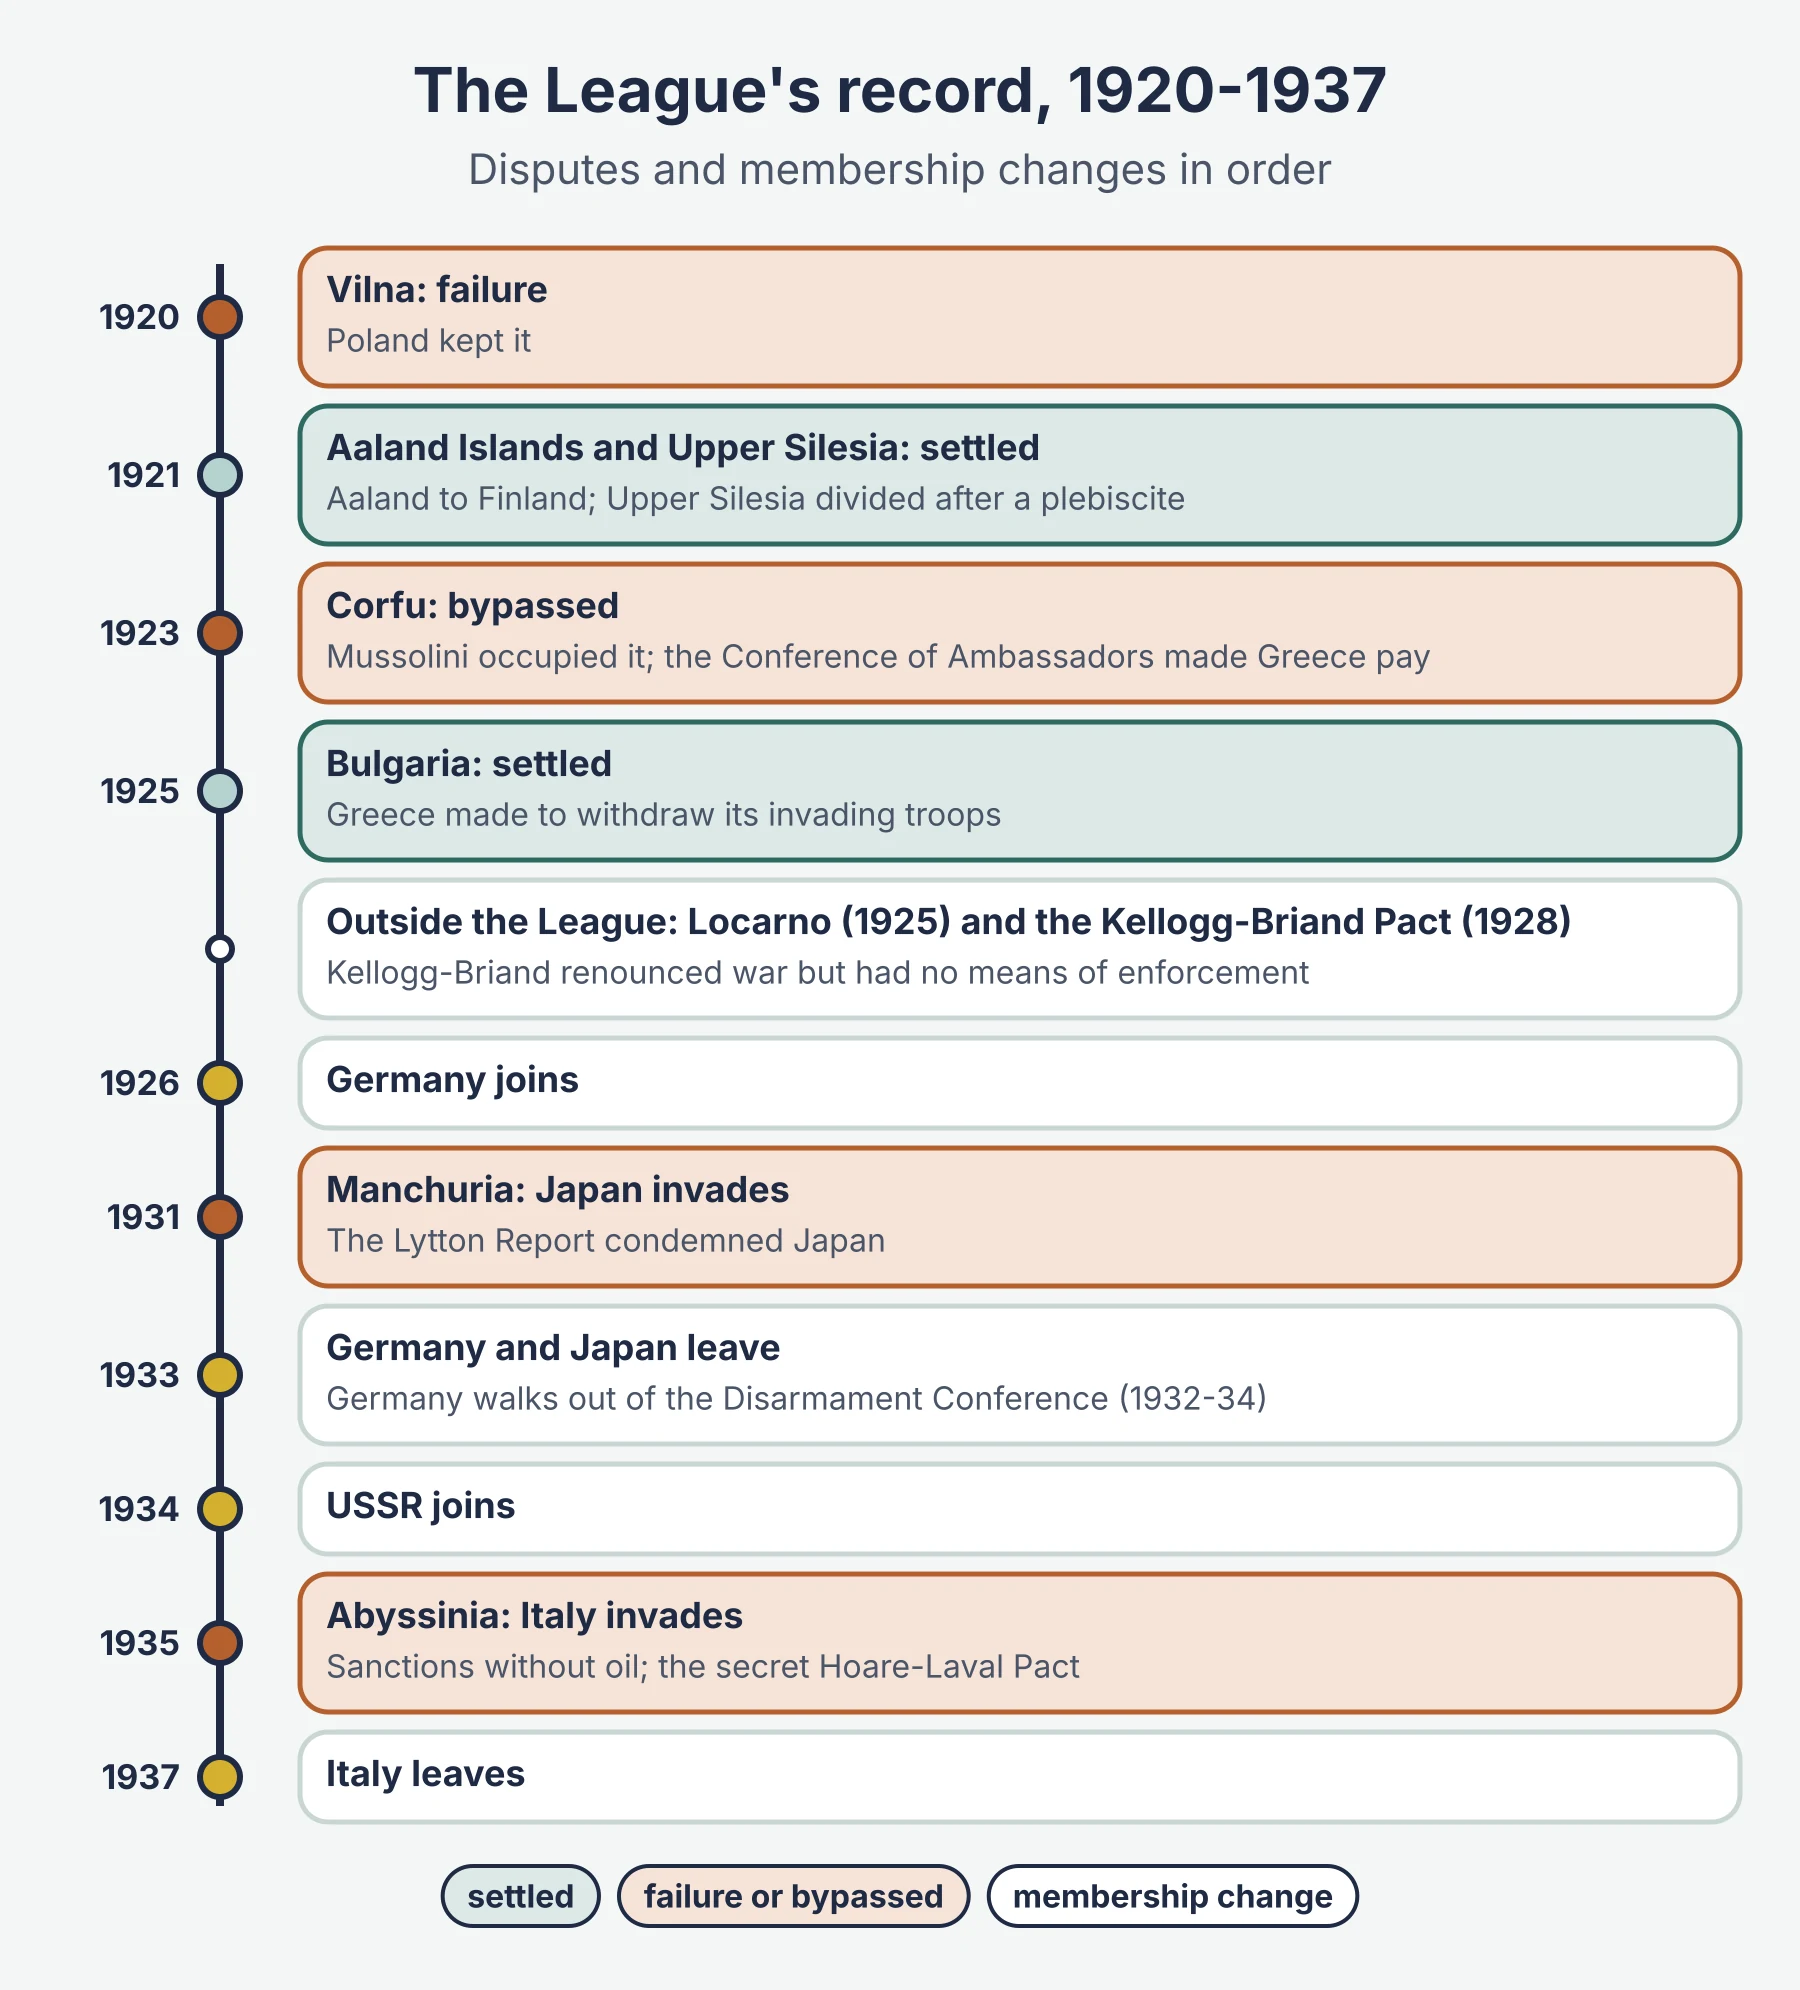 The League's record, 1920-1937
Disputes and membership changes in order
1920
Vilna: failure
Poland kept it
1921
Aaland Islands and Upper Silesia: settled
Aaland to Finland; Upper Silesia divided after a plebiscite
1923
Corfu: bypassed
Mussolini occupied it; the Conference of Ambassadors made Greece pay
1925
Bulgaria: settled
Greece made to withdraw its invading troops
Outside the League: Locarno (1925) and the Kellogg-Briand Pact (1928)
Kellogg-Briand renounced war but had no means of enforcement
1926
Germany joins
1931
Manchuria: Japan invades
The Lytton Report condemned Japan
1933
Germany and Japan leave
Germany walks out of the Disarmament Conference (1932-34)
1934
USSR joins
1935
Abyssinia: Italy invades
Sanctions without oil; the secret Hoare-Laval Pact
1937
Italy leaves
settled
failure or bypassed
membership change